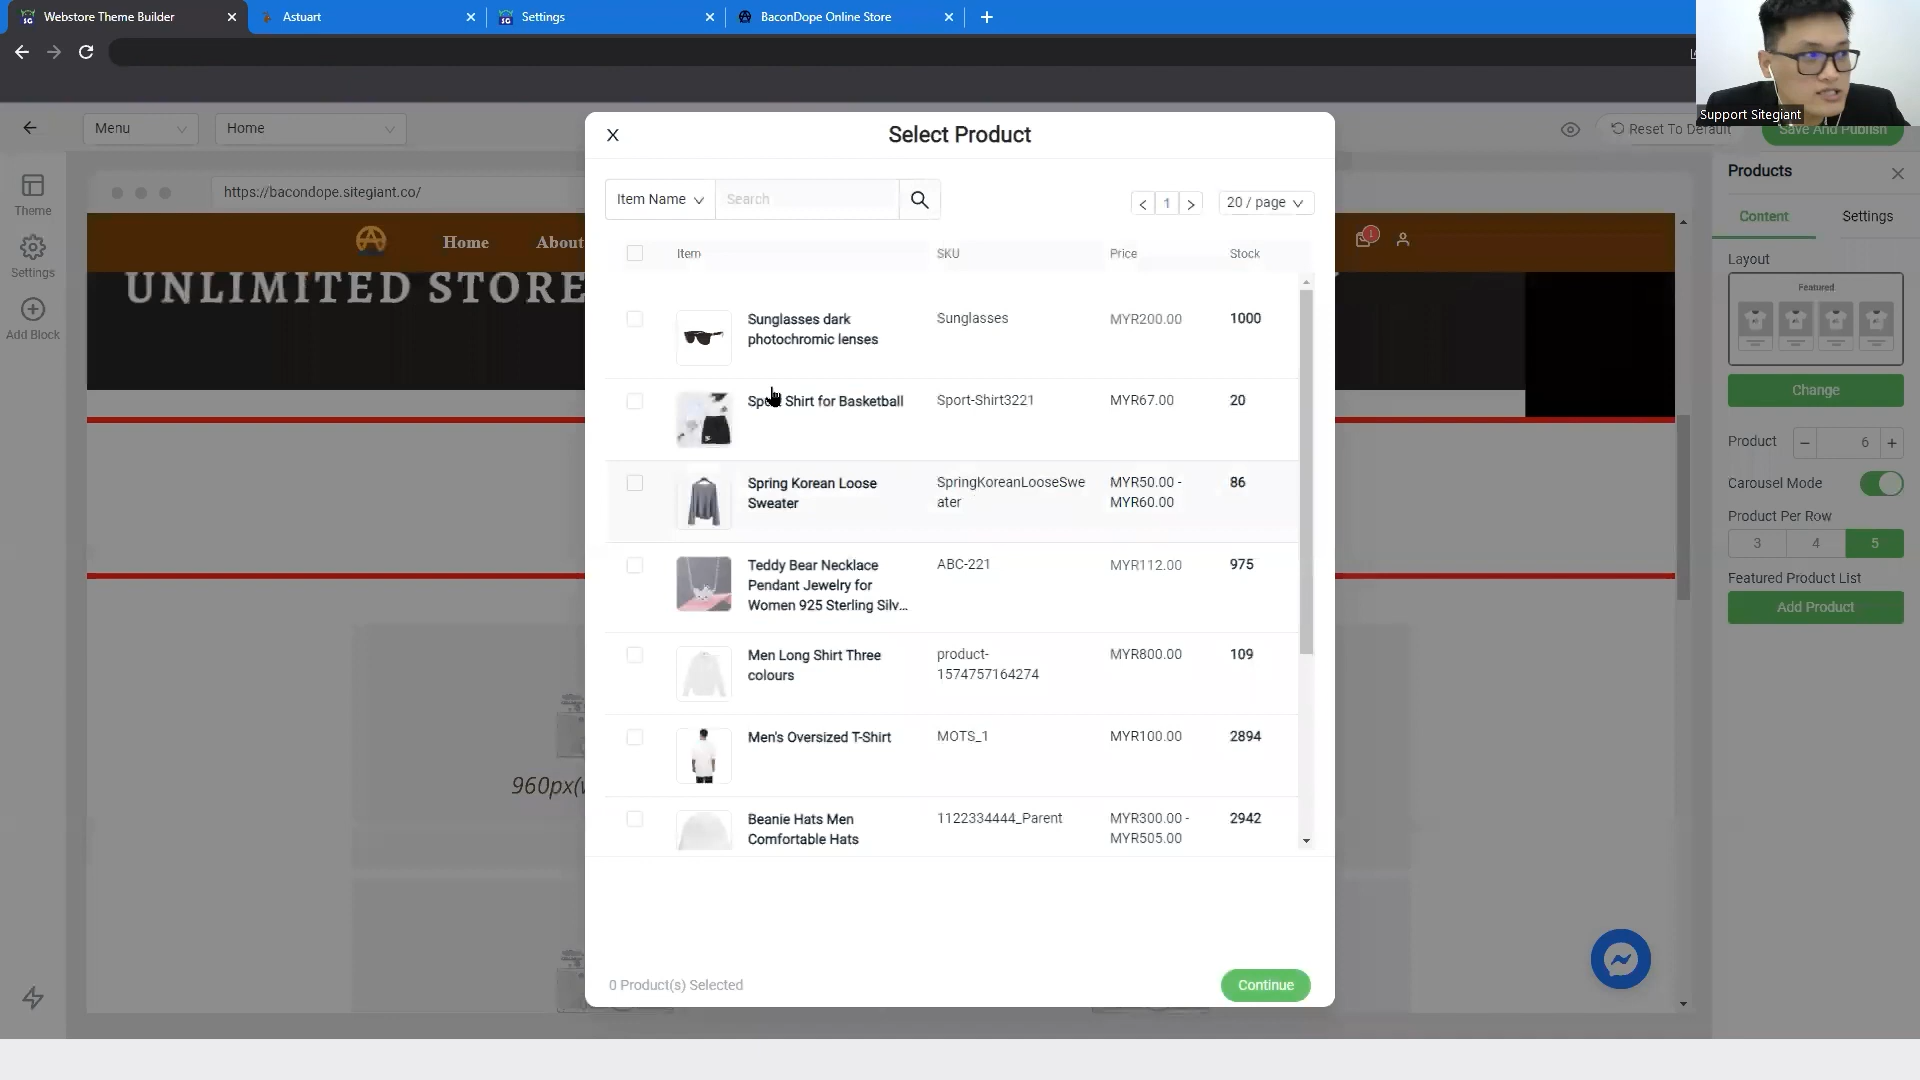 Webstore Theme Builder
Astuart
Settings
BaconDope Online Store
Support Sitegiant
Menu
Home
Reset To Default
Save And Publish
Theme
Settings
Add Block
https://bacondope.sitegiant.co/
Home
About
1
UNLIMITED STORE
960px(
Select Product
Item Name
Search
1
20 / page
Item
SKU
Price
Stock
Sunglasses dark
photochromic lenses
Sunglasses
MYR200.00
1000
Sport Shirt for Basketball
Sport-Shirt3221
MYR67.00
20
Spring Korean Loose
Sweater
SpringKoreanLooseSwe
ater
MYR50.00 -
MYR60.00
86
Teddy Bear Necklace
Pendant Jewelry for
Women 925 Sterling Silv...
ABC-221
MYR112.00
975
Men Long Shirt Three
colours
product-
1574757164274
MYR800.00
109
Men's Oversized T-Shirt
MOTS_1
MYR100.00
2894
Beanie Hats Men
Comfortable Hats
1122334444_Parent
MYR300.00 -
MYR505.00
2942
0 Product(s) Selected
Continue
Products
Content
Settings
Layout
Featured
Change
Product
6
Carousel Mode
Product Per Row
3
4
5
Featured Product List
Add Product